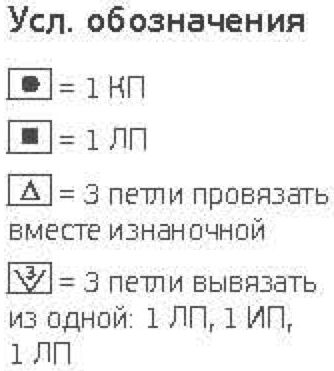 Усл. обозначения
● = 1 КП
■ = 1 ЛП
△ = 3 петли провязать
вместе изнаночной
3 = 3 петли вывязать
из одной: 1 ЛП, 1 ИП,
1 ЛП